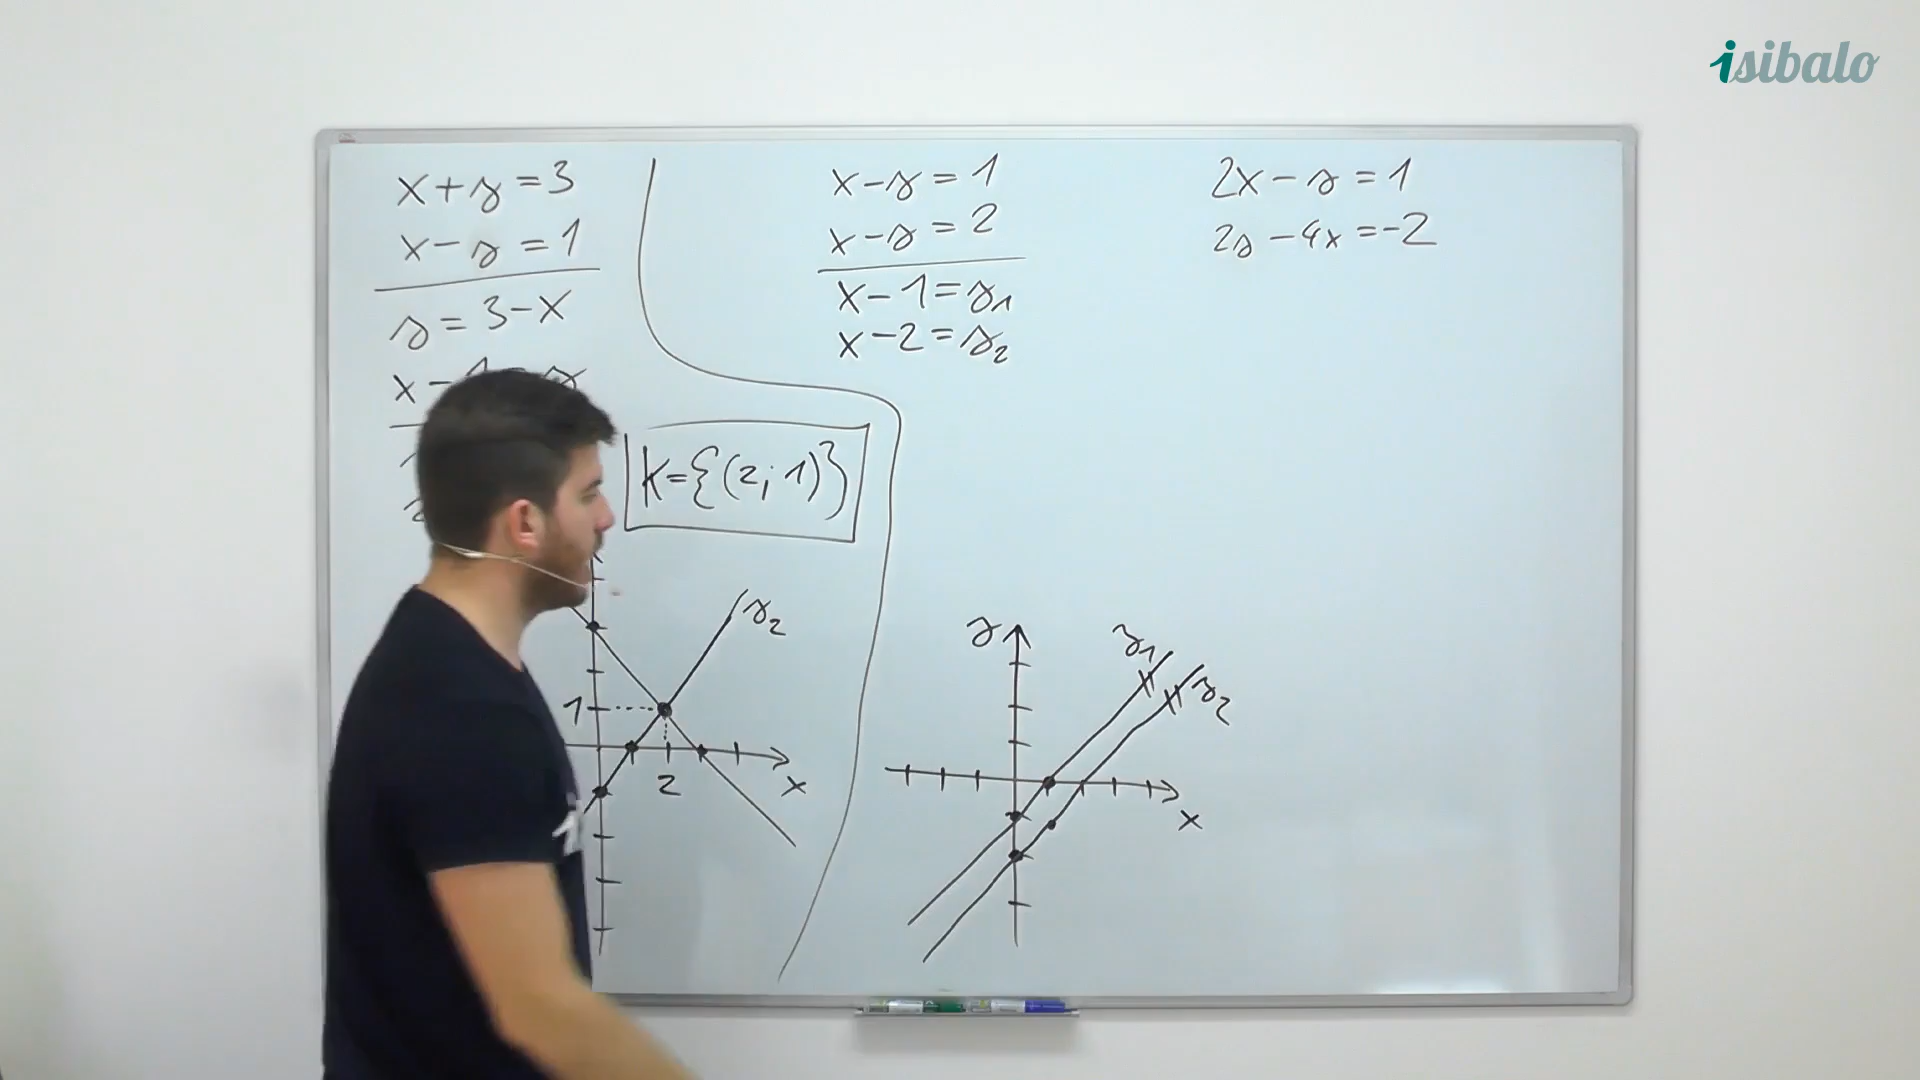 isibalo
x+y=3
x-y=1
y=3-x
x-1=y
K={(2; 1)}
y2
1
2
x
x-y=1
x-y=2
x-1=y1
x-2=y2
y
y1
y2
x
2x-y=1
2y-4x=-2